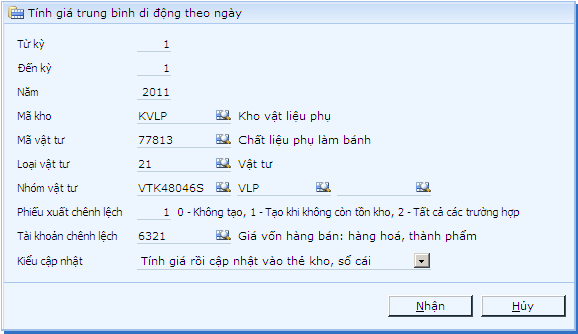 Tính giá trung bình di động theo ngày
Từ kỳ 1
Đến kỳ 1
Năm 2011
Mã kho KVLP Kho vật liệu phụ
Mã vật tư 77813 Chất liệu phụ làm bánh
Loại vật tư 21 Vật tư
Nhóm vật tư VTK48046S VLP
Phiếu xuất chênh lệch 1 0 - Không tạo, 1 - Tạo khi không còn tồn kho, 2 - Tất cả các trường hợp
Tài khoản chênh lệch 6321 Giá vốn hàng bán: hàng hoá, thành phẩm
Kiểu cập nhật Tính giá rồi cập nhật vào thẻ kho, sổ cái
Nhận Hủy